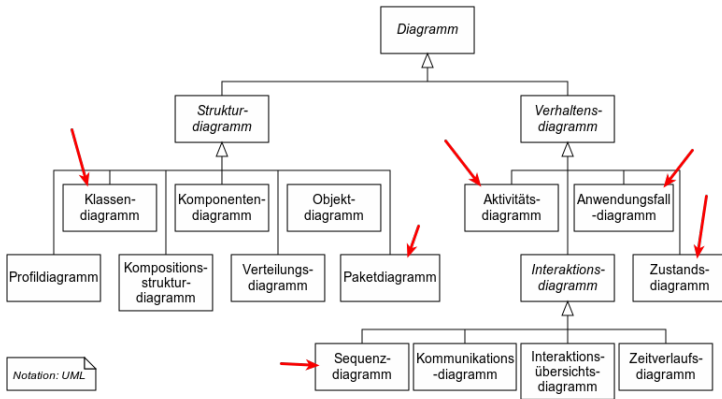 Diagramm
Struktur-
diagramm
Verhaltens-
diagramm
Klassen-
diagramm
Komponenten-
diagramm
Objekt-
diagramm
Aktivitäts-
diagramm
Anwendungsfall
-diagramm
Profildiagramm
Kompositions-
struktur-
diagramm
Verteilungs-
diagramm
Paketdiagramm
Interaktions-
diagramm
Zustands-
diagramm
Sequenz-
diagramm
Kommunikations
-diagramm
Interaktions-
übersichts-
diagramm
Zeitverlaufs-
diagramm
Notation: UML